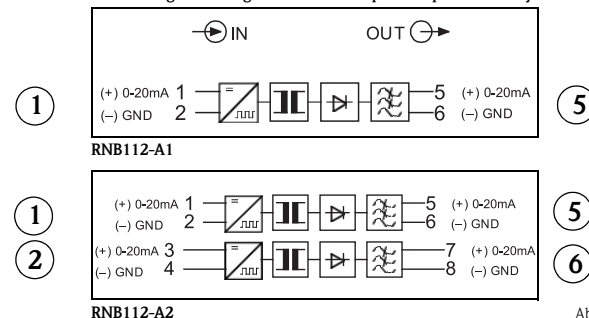 IN OUT
1 (+) 0-20mA 1 5 (+) 0-20mA 5
(–) GND 2 6 (–) GND
RNB112-A1
1 (+) 0-20mA 1 5 (+) 0-20mA 5
(–) GND 2 6 (–) GND
2 (+) 0-20mA 3 7 (+) 0-20mA 6
(–) GND 4 8 (–) GND
RNB112-A2